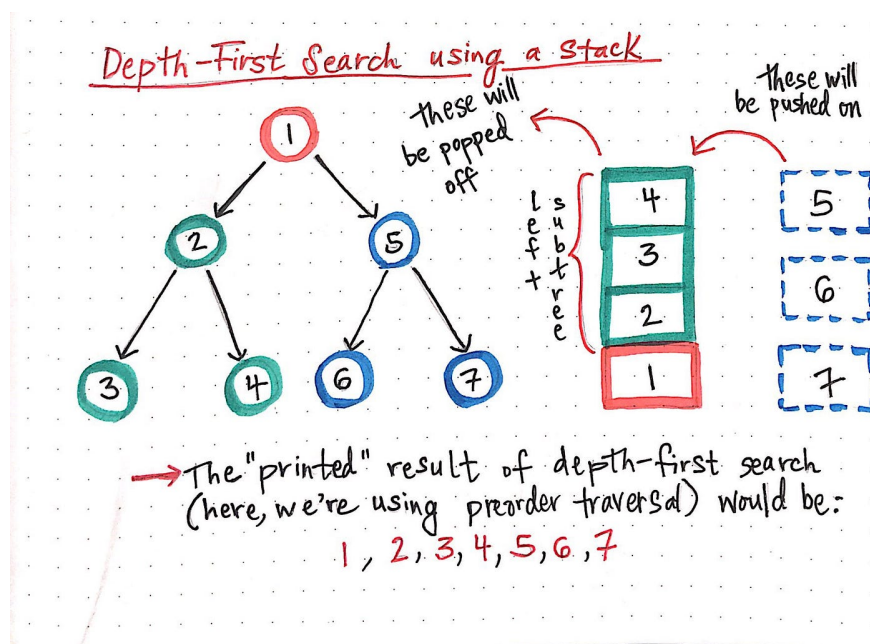 Depth-First Search using a stack
these will
be popped
off
these will
be pushed on
1
2
5
3
4
6
7
left
subtree
4
3
2
1
5
6
7
→ The "printed" result of depth-first search
(here, we're using preorder traversal) would be:
1, 2, 3, 4, 5, 6, 7